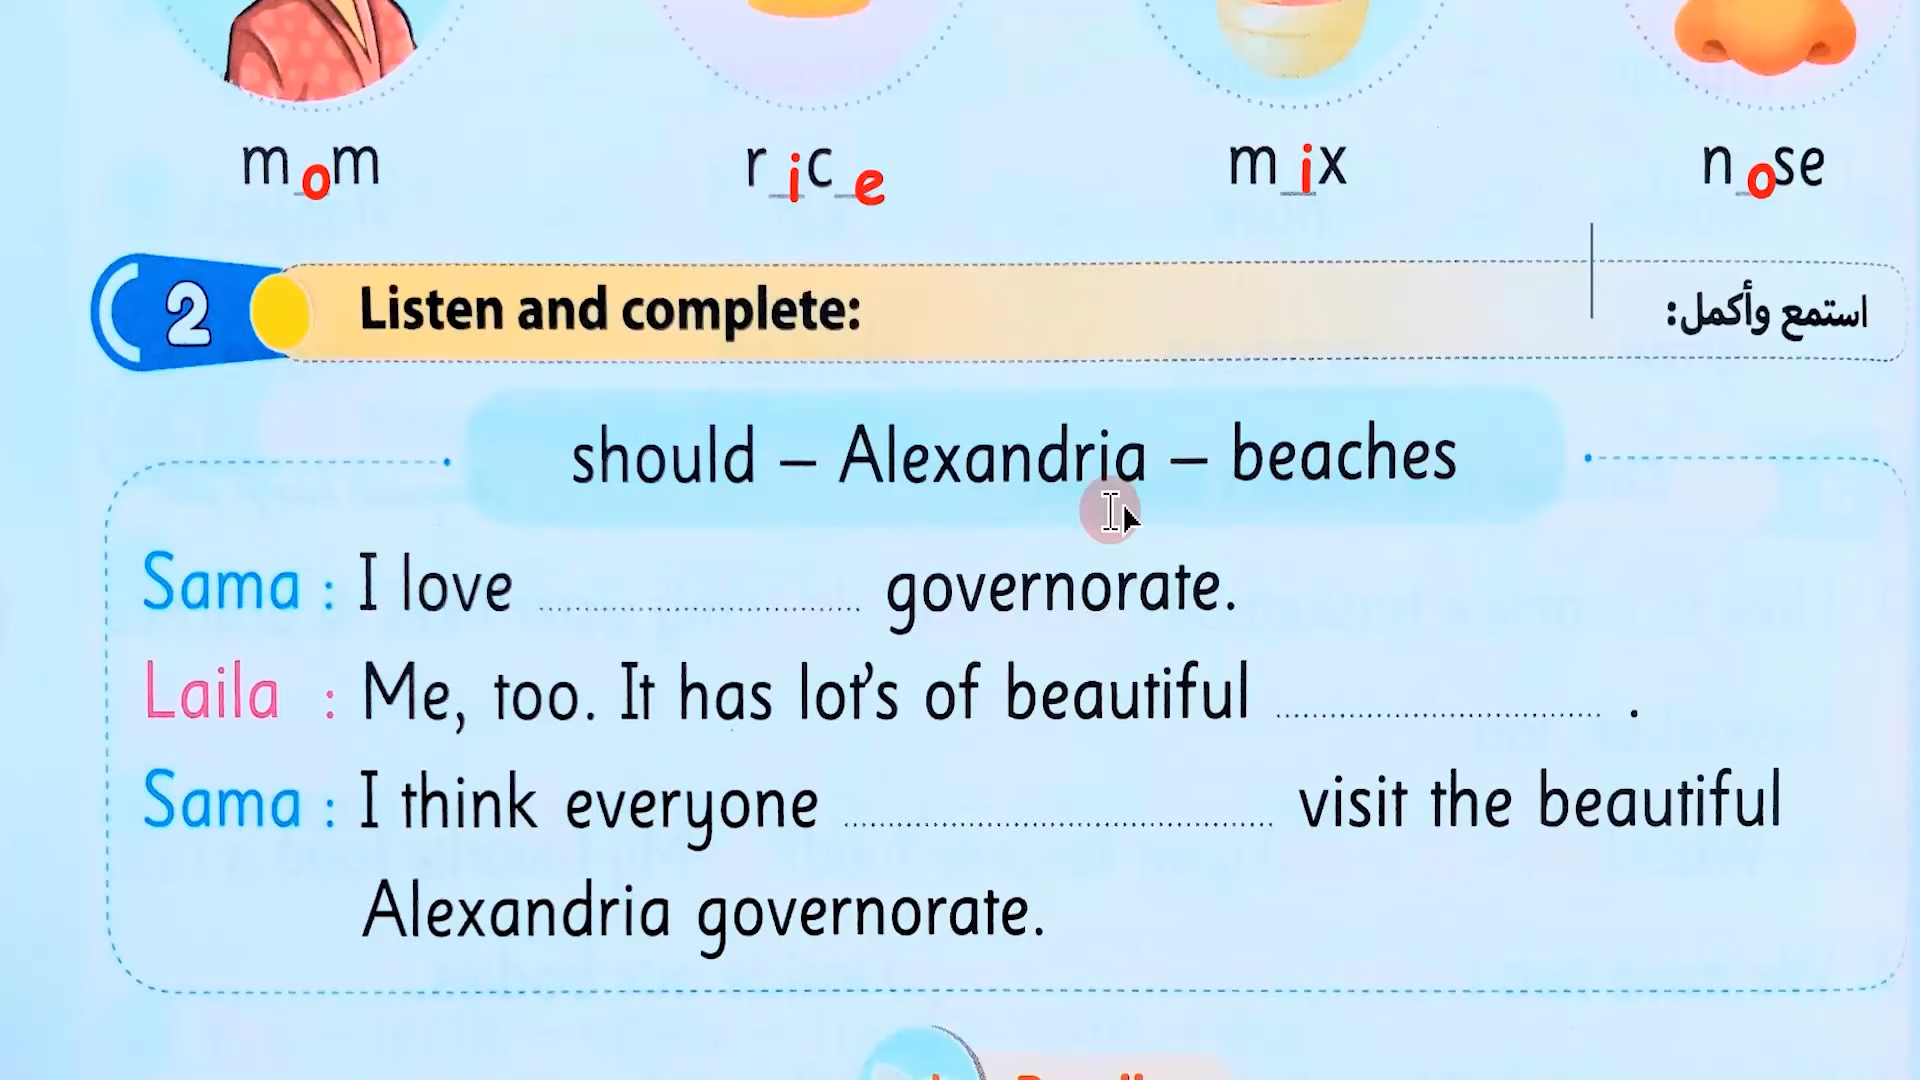 mom
rice
mix
nose
2 Listen and complete: استمع وأكمل:
should – Alexandria – beaches
Sama : I love ........................ governorate.
Laila : Me, too. It has lot's of beautiful ........................ .
Sama : I think everyone ........................ visit the beautiful
Alexandria governorate.